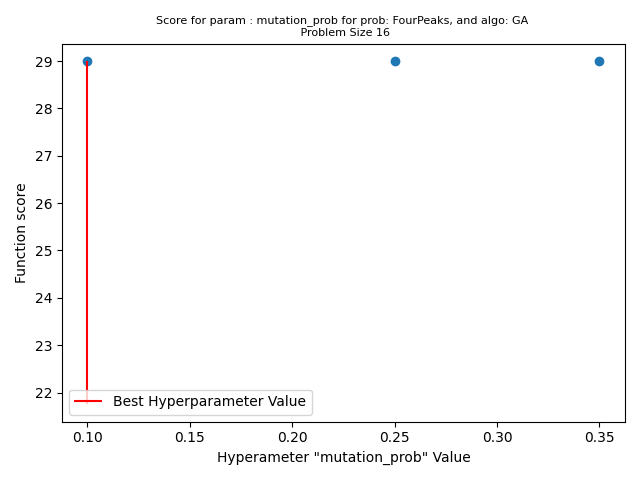 Score for param : mutation_prob for prob: FourPeaks, and algo: GA
Problem Size 16
29
28
27
26
25
24
23
22
Function score
Best Hyperparameter Value
0.10 0.15 0.20 0.25 0.30 0.35
Hyperameter "mutation_prob" Value